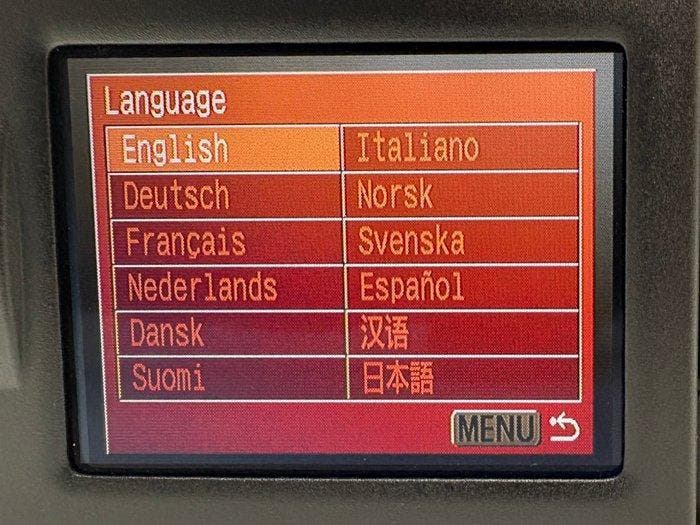 Language
English Italiano
Deutsch Norsk
Français Svenska
Nederlands Español
Dansk 汉语
Suomi 日本語
MENU